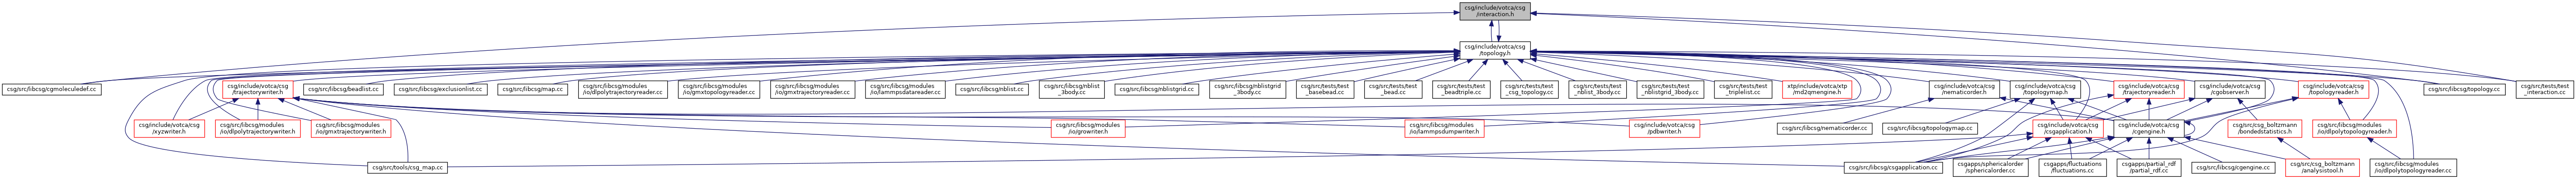 csg/include/votca/csg
/interaction.h
csg/include/votca/csg
/topology.h
csg/src/libcsg/cgmoleculedef.cc
csg/include/votca/csg
/trajectorywriter.h
csg/src/libcsg/beadlist.cc
csg/src/libcsg/exclusionlist.cc
csg/src/libcsg/map.cc
csg/src/libcsg/modules
/io/dlpolytrajectoryreader.cc
csg/src/libcsg/modules
/io/gmxtopologyreader.cc
csg/src/libcsg/modules
/io/gmxtrajectoryreader.cc
csg/src/libcsg/modules
/io/lammpsdatareader.cc
csg/src/libcsg/nblist.cc
csg/src/libcsg/nblist
_3body.cc
csg/src/libcsg/nblistgrid.cc
csg/src/libcsg/nblistgrid
_3body.cc
csg/src/tests/test
_basebead.cc
csg/src/tests/test
_bead.cc
csg/src/tests/test
_beadtriple.cc
csg/src/tests/test
_csg_topology.cc
csg/src/tests/test
_nblist_3body.cc
csg/src/tests/test
_nblistgrid_3body.cc
csg/src/tests/test
_triplelist.cc
xtp/include/votca/xtp
/md2qmengine.h
csg/include/votca/csg
/nematicorder.h
csg/include/votca/csg
/topologymap.h
csg/include/votca/csg
/trajectoryreader.h
csg/include/votca/csg
/cgobserver.h
csg/include/votca/csg
/topologyreader.h
csg/src/libcsg/topology.cc
csg/src/tests/test
_interaction.cc
csg/include/votca/csg
/xyzwriter.h
csg/src/libcsg/modules
/io/dlpolytrajectorywriter.h
csg/src/libcsg/modules
/io/gmxtrajectorywriter.h
csg/src/libcsg/modules
/io/growriter.h
csg/src/libcsg/modules
/io/lammpsdumpwriter.h
csg/include/votca/csg
/pdbwriter.h
csg/src/libcsg/nematicorder.cc
csg/src/libcsg/topologymap.cc
csg/include/votca/csg
/csgapplication.h
csg/include/votca/csg
/cgengine.h
csg/src/csg_boltzmann
/bondedstatistics.h
csg/src/libcsg/modules
/io/dlpolytopologyreader.h
csg/src/tools/csg_map.cc
csg/src/libcsg/csgapplication.cc
csgapps/sphericalorder
/sphericalorder.cc
csgapps/fluctuations
/fluctuations.cc
csgapps/partial_rdf
/partial_rdf.cc
csg/src/libcsg/cgengine.cc
csg/src/csg_boltzmann
/analysistool.h
csg/src/libcsg/modules
/io/dlpolytopologyreader.cc